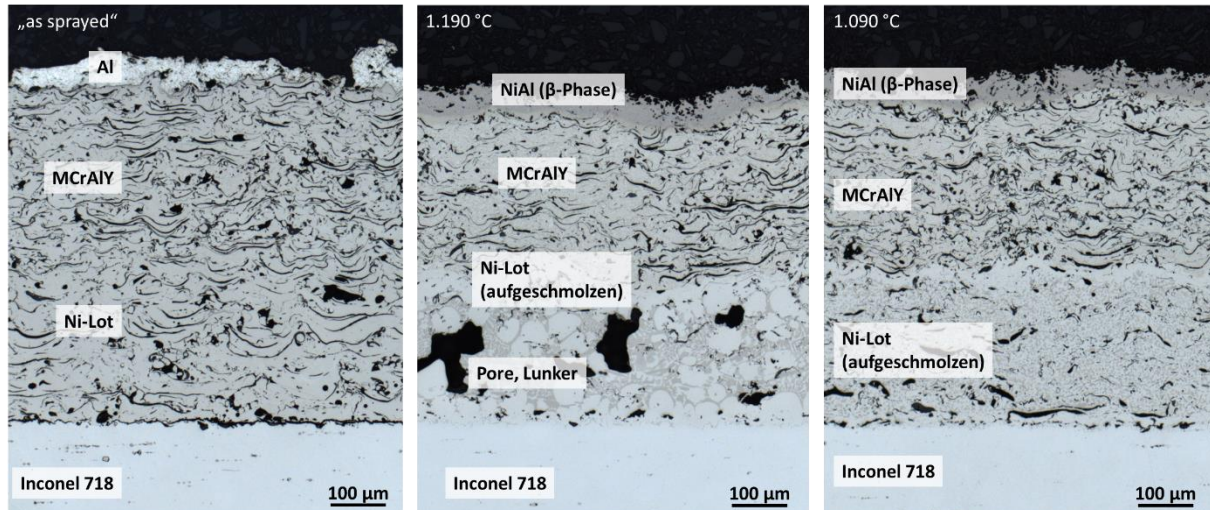 „as sprayed“
Al
MCrAlY
Ni-Lot
Inconel 718
100 µm
1.190 °C
NiAl (β-Phase)
MCrAlY
Ni-Lot
(aufgeschmolzen)
Pore, Lunker
Inconel 718
100 µm
1.090 °C
NiAl (β-Phase)
MCrAlY
Ni-Lot
(aufgeschmolzen)
Inconel 718
100 µm